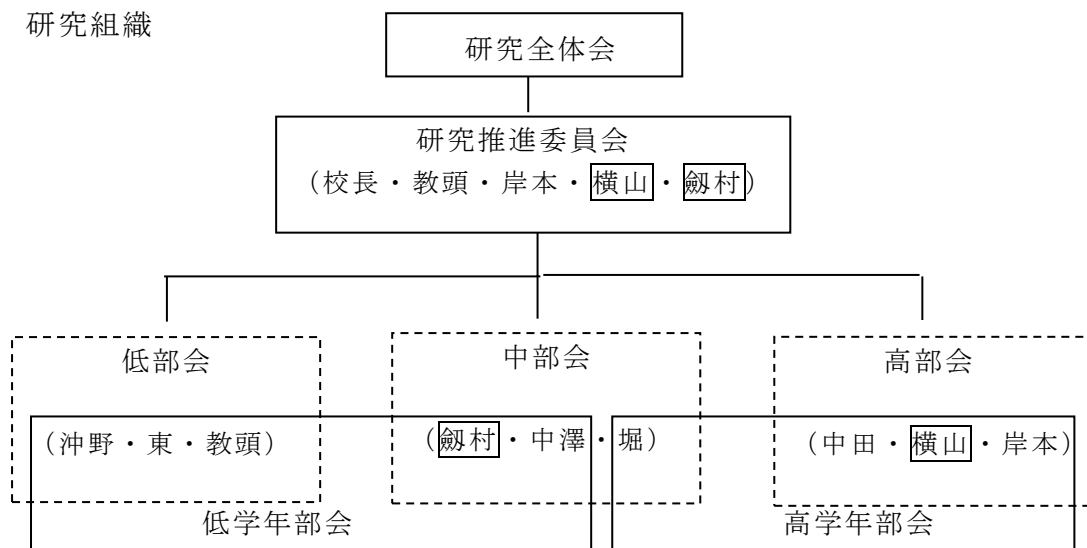 研究組織
研究全体会
研究推進委員会
（校長・教頭・岸本・横山・劔村）
低部会
中部会
高部会
（沖野・東・教頭）
（劔村・中澤・堀）
（中田・横山・岸本）
低学年部会
高学年部会